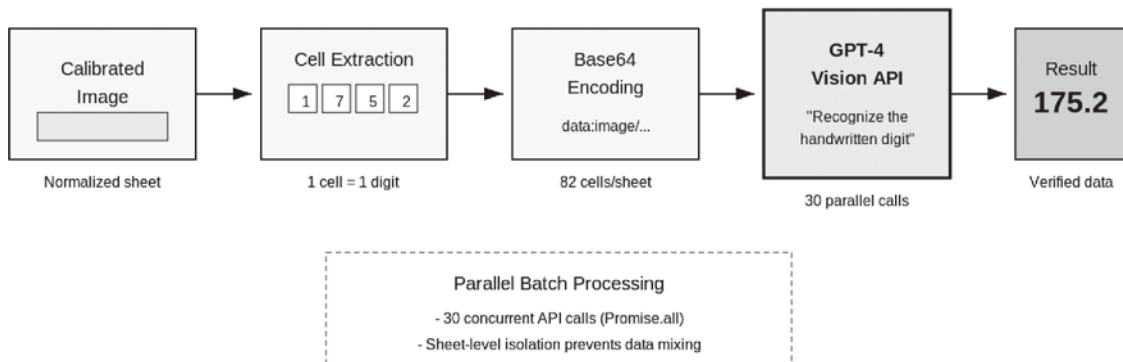 Calibrated
Image
Normalized sheet
Cell Extraction
1 7 5 2
1 cell = 1 digit
Base64
Encoding
data:image/...
82 cells/sheet
GPT-4
Vision API
"Recognize the
handwritten digit"
30 parallel calls
Result
175.2
Verified data
Parallel Batch Processing
- 30 concurrent API calls (Promise.all)
- Sheet-level isolation prevents data mixing